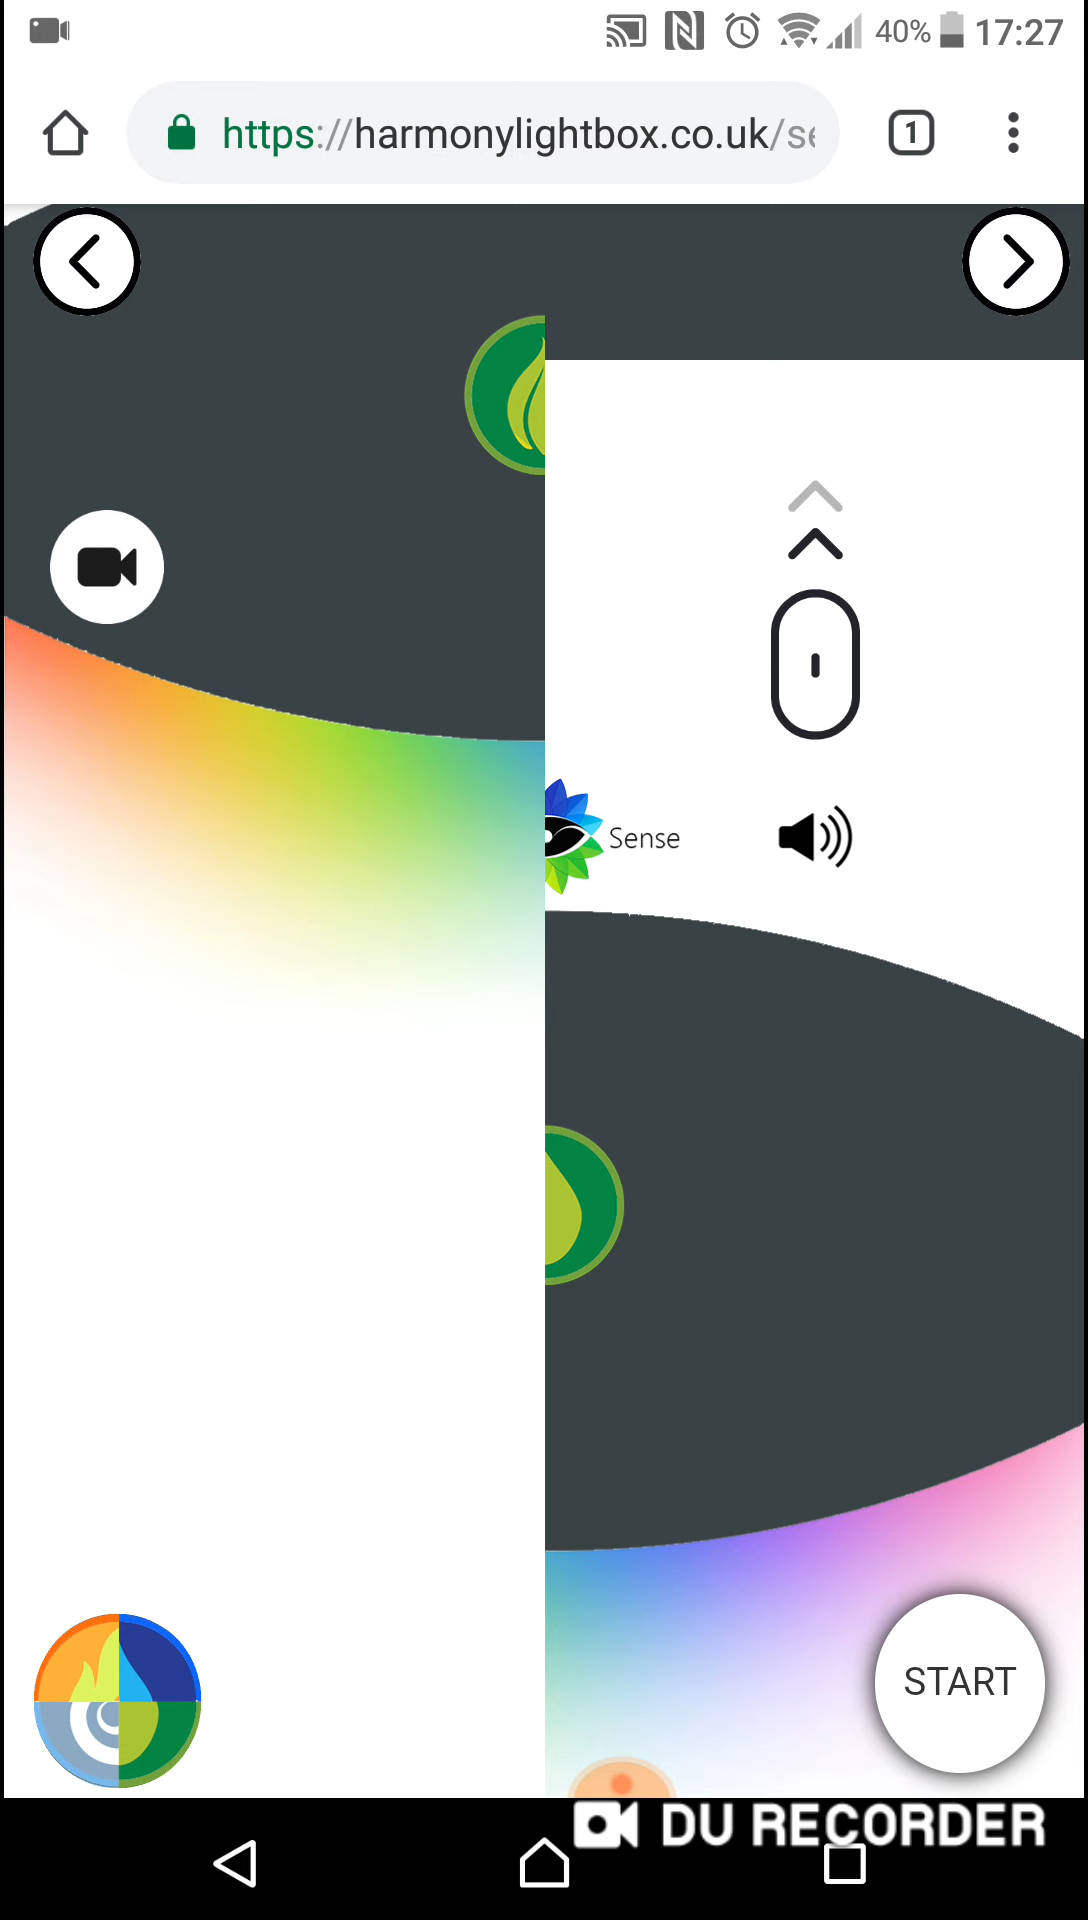 40% 17:27
https://harmonylightbox.co.uk/se
1
Sense
START
DU RECORDER